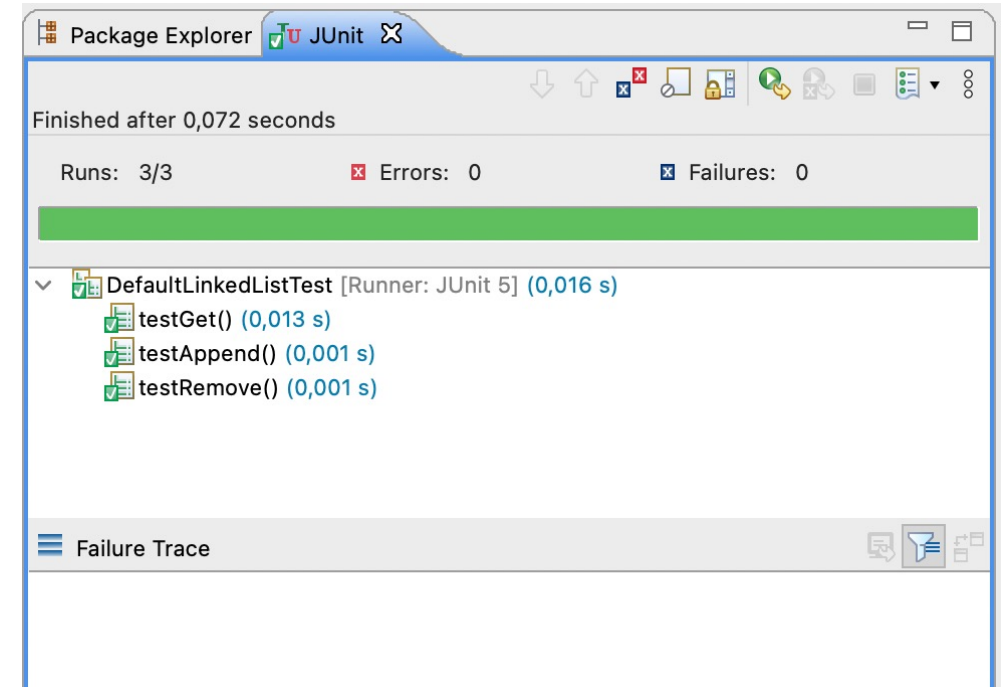 Package Explorer JUnit
Finished after 0,072 seconds
Runs: 3/3 Errors: 0 Failures: 0
DefaultLinkedListTest [Runner: JUnit 5] (0,016 s)
testGet() (0,013 s)
testAppend() (0,001 s)
testRemove() (0,001 s)
Failure Trace